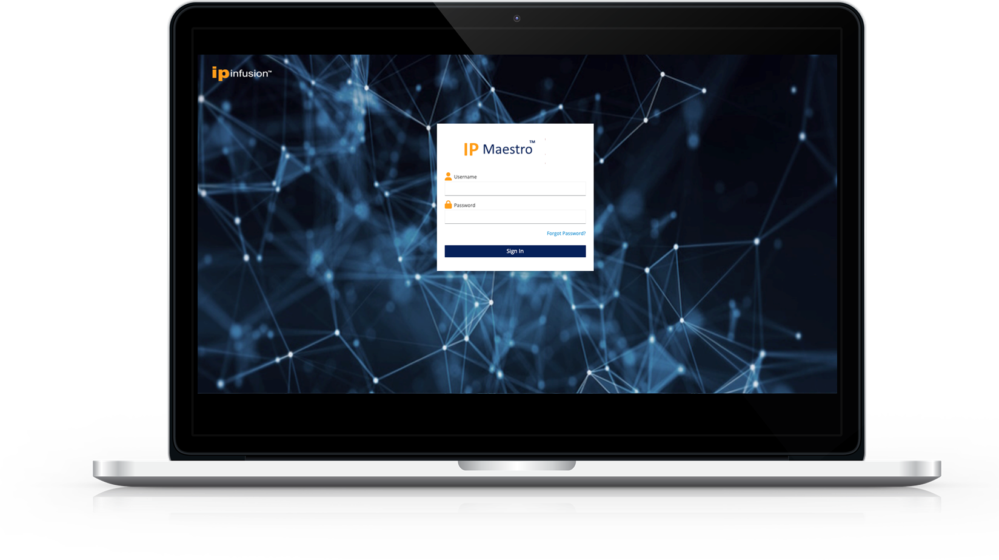 ipinfusion™
IP Maestro™
Username
Password
Forgot Password?
Sign In